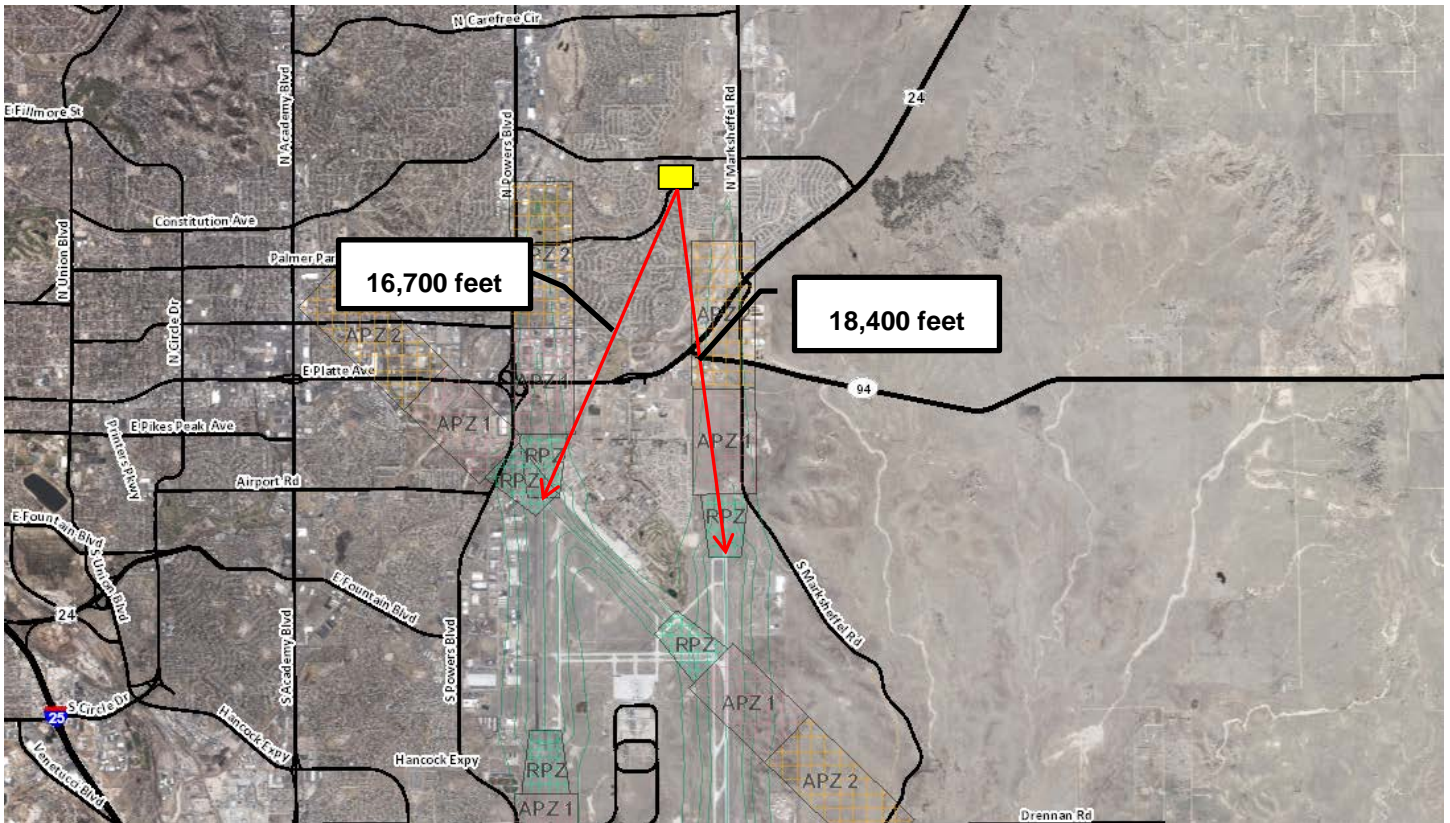 N Carefree Cir
E Fillmore St
N Academy Blvd
N Powers Blvd
N Marksheffel Rd
24
Constitution Ave
N Union Blvd
Palmer Par
PZ 2
16,700 feet
18,400 feet
N Circle Dr
APZ 2
APZ
E Platte Ave
APZ 1
94
E Pikes Peak Ave
APZ 1
APZ 1
Printers Pkwy
RPZ
RPZ
Airport Rd
RPZ
E Fountain Blvd
S Union Blvd
E Fountain Blvd
24
S Marksheffel Rd
RPZ
S Academy Blvd
S Powers Blvd
APZ 1
S Circle Dr
25
Hancock Expy
Hancock Expy
RPZ
APZ 2
Venetucci Blvd
APZ 1
Drennan Rd